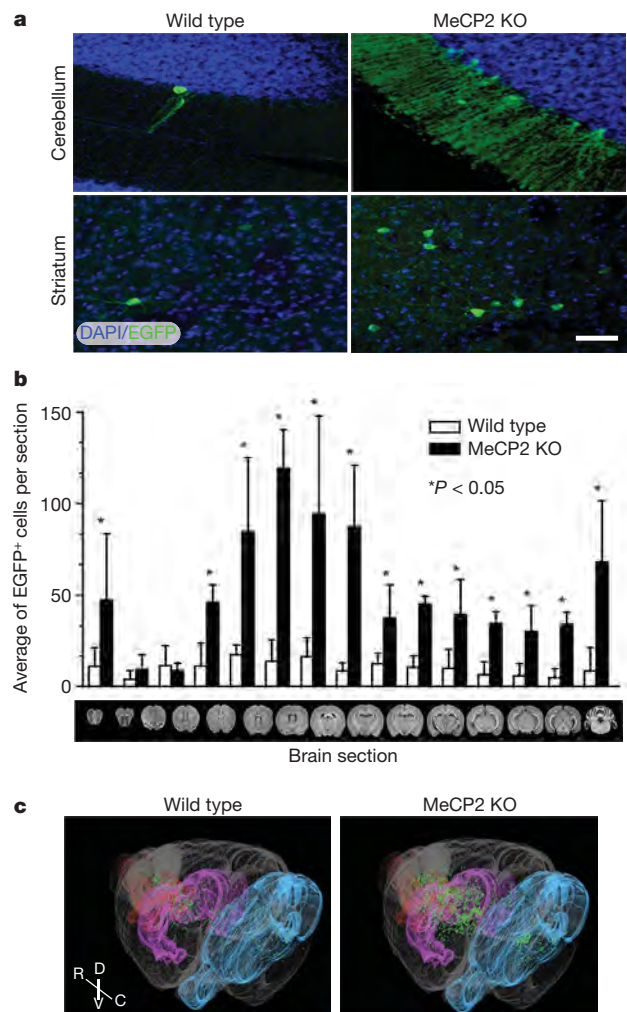 a
Wild type
MeCP2 KO
Cerebellum
Striatum
DAPI/EGFP
b
Average of EGFP+ cells per section
150
100
50
0
Wild type
MeCP2 KO
*P < 0.05
* * * * * * * * * * * * *
Brain section
c
Wild type
MeCP2 KO
R D
C
V